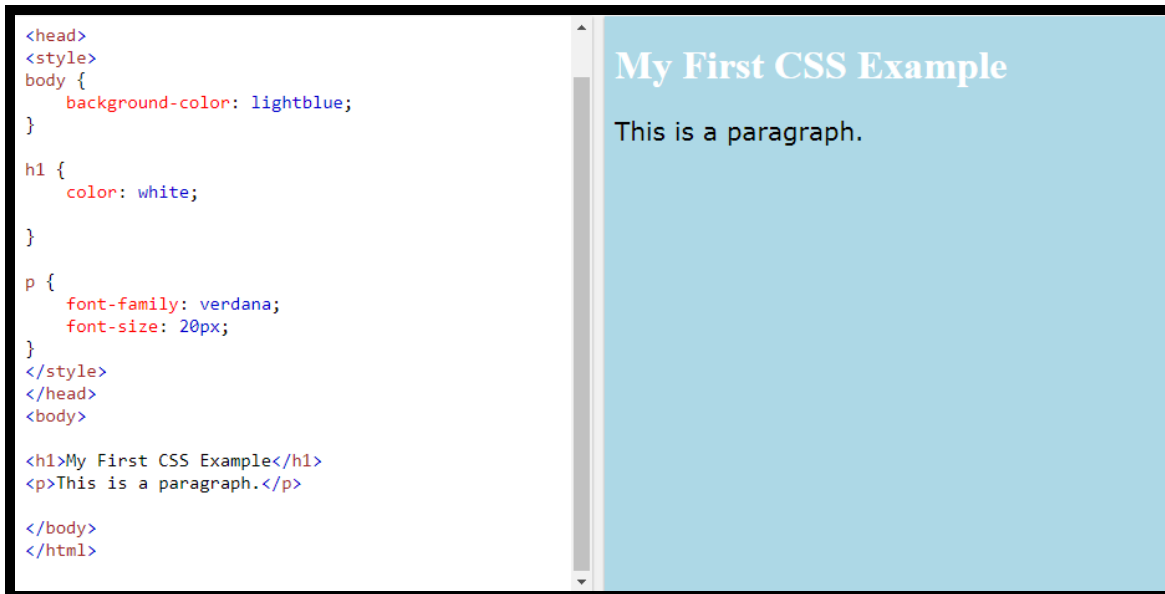 <head>
<style>
body {
    background-color: lightblue;
}

h1 {
    color: white;

}

p {
    font-family: verdana;
    font-size: 20px;
}
</style>
</head>
<body>

<h1>My First CSS Example</h1>
<p>This is a paragraph.</p>

</body>
</html>
My First CSS Example
This is a paragraph.